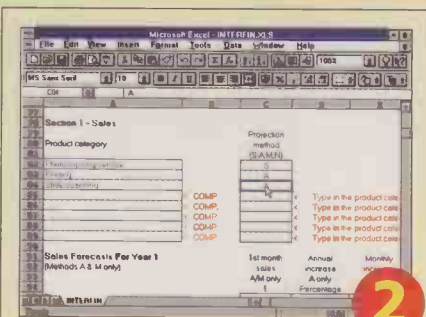 Microsoft Excel - INTERFIN.XLS
File Edit View Insert Format Tools Data Window Help
100%
MS Sans Serif 10 B I U
C84 A
A B C D E
Section 1 - Sales
Product category
Projection method (S,A,M,N)
S
A
A
< COMP < Type in the product cate
< COMP < Type in the product cate
< COMP < Type in the product cate
< COMP < Type in the product cate
< COMP < Type in the product cate
Sales Forecasts For Year 1
(Methods A & M only)
1st month sales A/M only £
Annual increase A only Percentage
Monthly
INTERFIN
2